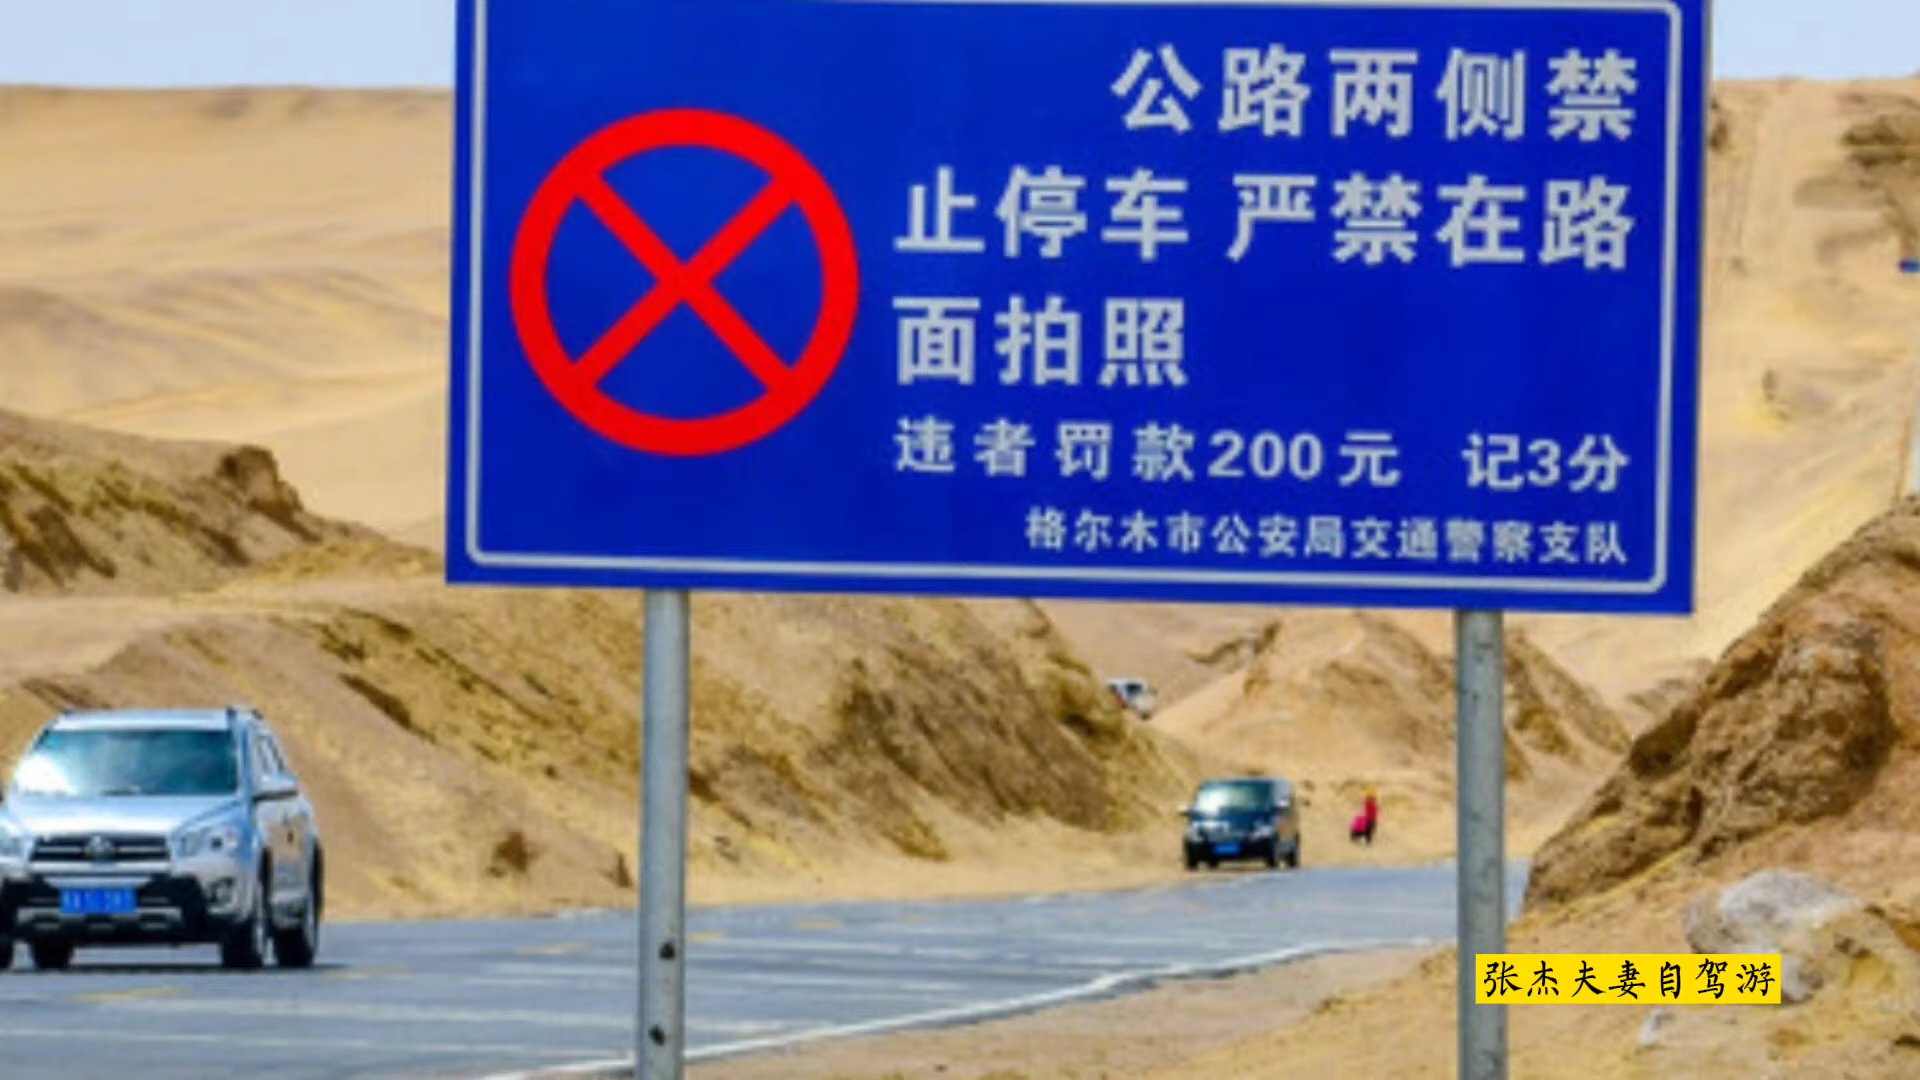 公路两侧禁
止停车 严禁在路
面拍照
违者罚款200元 记3分
格尔木市公安局交通警察支队
张杰夫妻自驾游